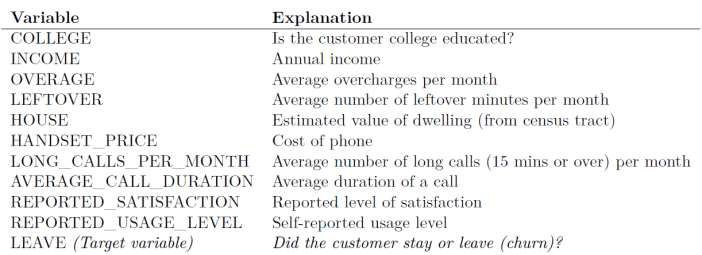 Variable Explanation
COLLEGE Is the customer college educated?
INCOME Annual income
OVERAGE Average overcharges per month
LEFTOVER Average number of leftover minutes per month
HOUSE Estimated value of dwelling (from census tract)
HANDSET_PRICE Cost of phone
LONG_CALLS_PER_MONTH Average number of long calls (15 mins or over) per month
AVERAGE_CALL_DURATION Average duration of a call
REPORTED_SATISFACTION Reported level of satisfaction
REPORTED_USAGE_LEVEL Self-reported usage level
LEAVE (Target variable) Did the customer stay or leave (churn)?